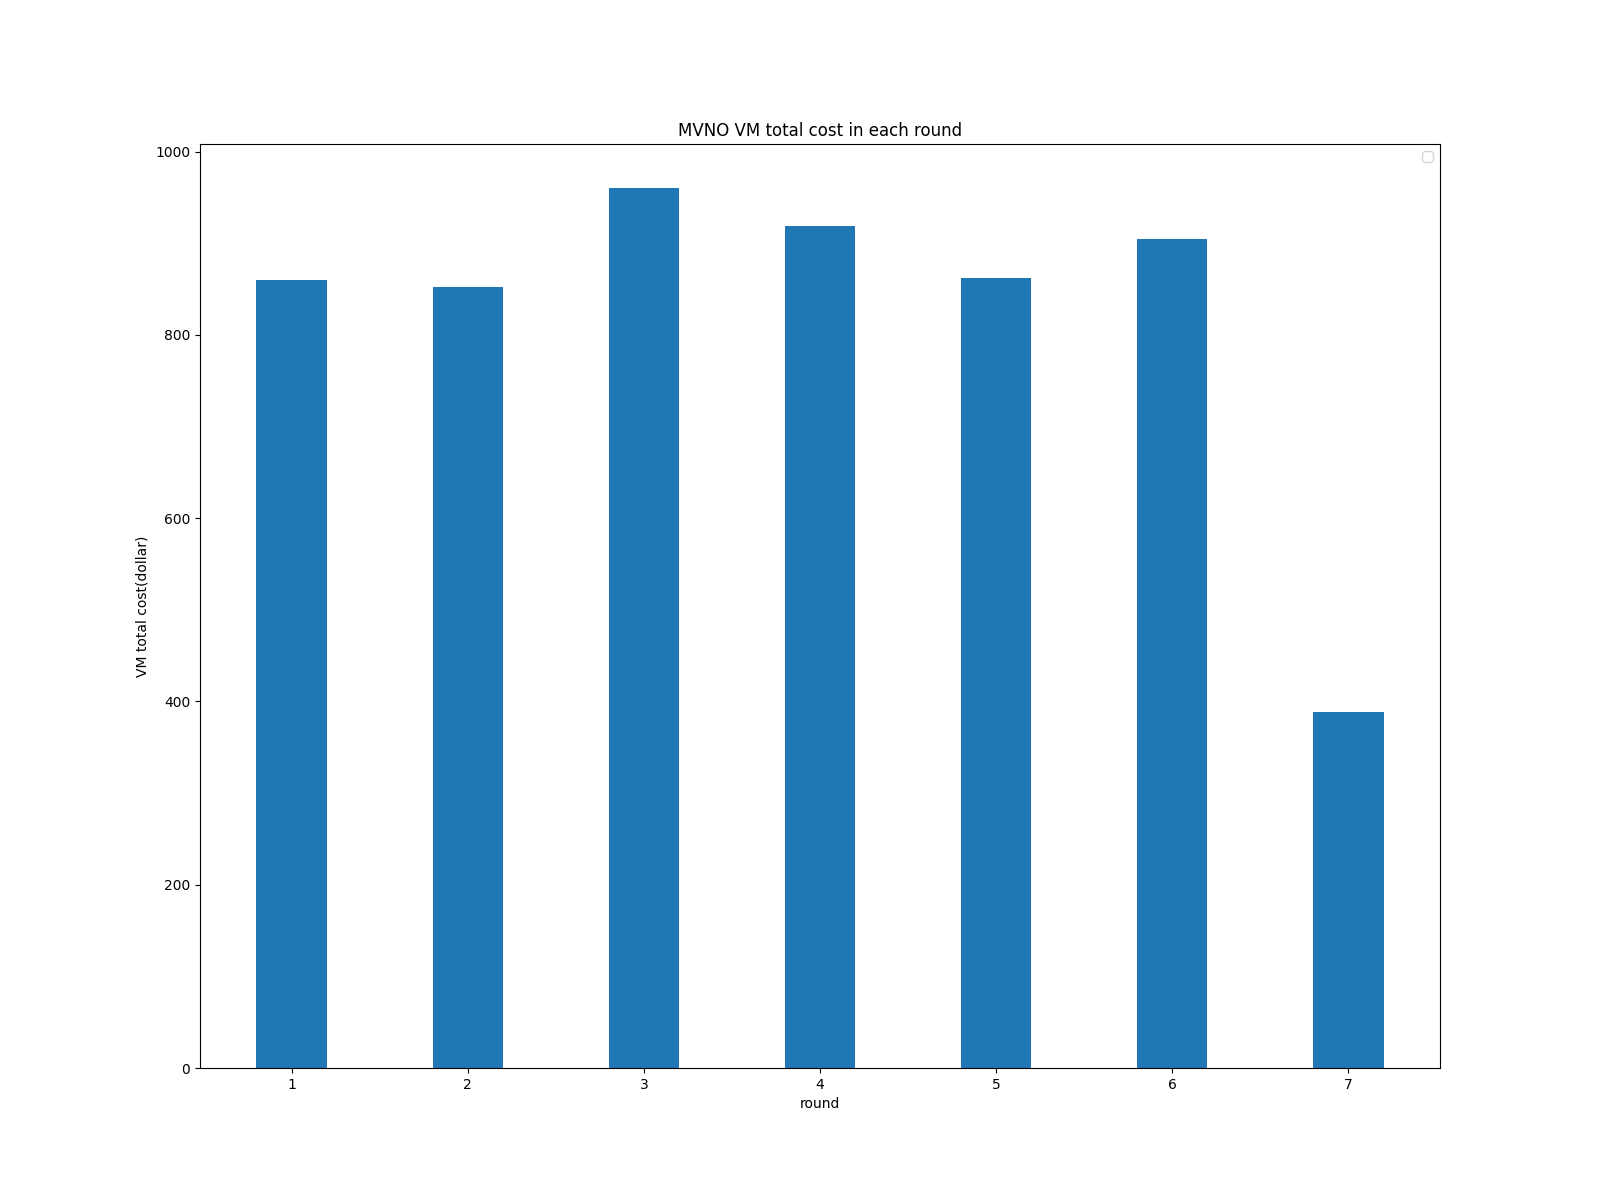 MVNO VM total cost in each round
1000
800
600
400
200
0
VM total cost(dollar)
1 2 3 4 5 6 7
round